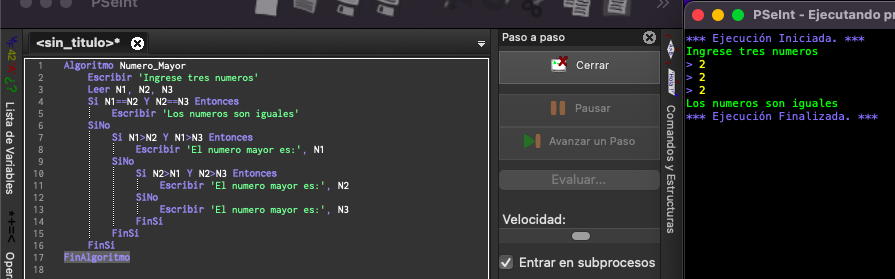 PSeInt
<sin_titulo>*
1 Algoritmo Numero_Mayor
2 Escribir 'Ingrese tres numeros'
3 Leer N1, N2, N3
4 Si N1==N2 Y N2==N3 Entonces
5 Escribir 'Los numeros son iguales'
6 SiNo
7 Si N1>N2 Y N1>N3 Entonces
8 Escribir 'El numero mayor es:', N1
9 SiNo
10 Si N2>N1 Y N2>N3 Entonces
11 Escribir 'El numero mayor es:', N2
12 SiNo
13 Escribir 'El numero mayor es:', N3
14 FinSi
15 FinSi
16 FinSi
17 FinAlgoritmo
18
Lista de Variables
*+=<
Oper
Paso a paso
Cerrar
Pausar
Avanzar un Paso
Evaluar...
Velocidad:
Entrar en subprocesos
Comandos y Estructuras
PSeInt - Ejecutando pr
*** Ejecución Iniciada. ***
Ingrese tres numeros
> 2
> 2
> 2
Los numeros son iguales
*** Ejecución Finalizada. ***